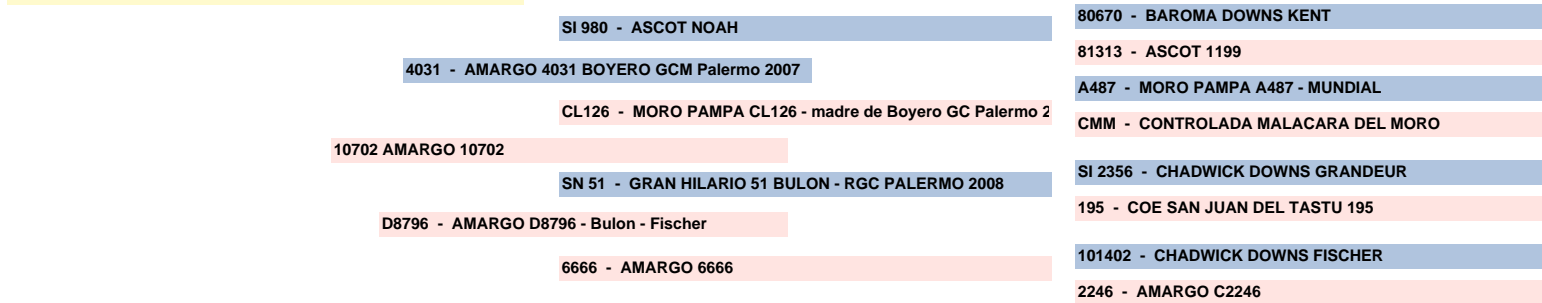 80670 - BAROMA DOWNS KENT
SI 980 - ASCOT NOAH
81313 - ASCOT 1199
4031 - AMARGO 4031 BOYERO GCM Palermo 2007
A487 - MORO PAMPA A487 - MUNDIAL
CL126 - MORO PAMPA CL126 - madre de Boyero GC Palermo 2
CMM - CONTROLADA MALACARA DEL MORO
10702 AMARGO 10702
SI 2356 - CHADWICK DOWNS GRANDEUR
SN 51 - GRAN HILARIO 51 BULON - RGC PALERMO 2008
195 - COE SAN JUAN DEL TASTU 195
D8796 - AMARGO D8796 - Bulon - Fischer
101402 - CHADWICK DOWNS FISCHER
6666 - AMARGO 6666
2246 - AMARGO C2246